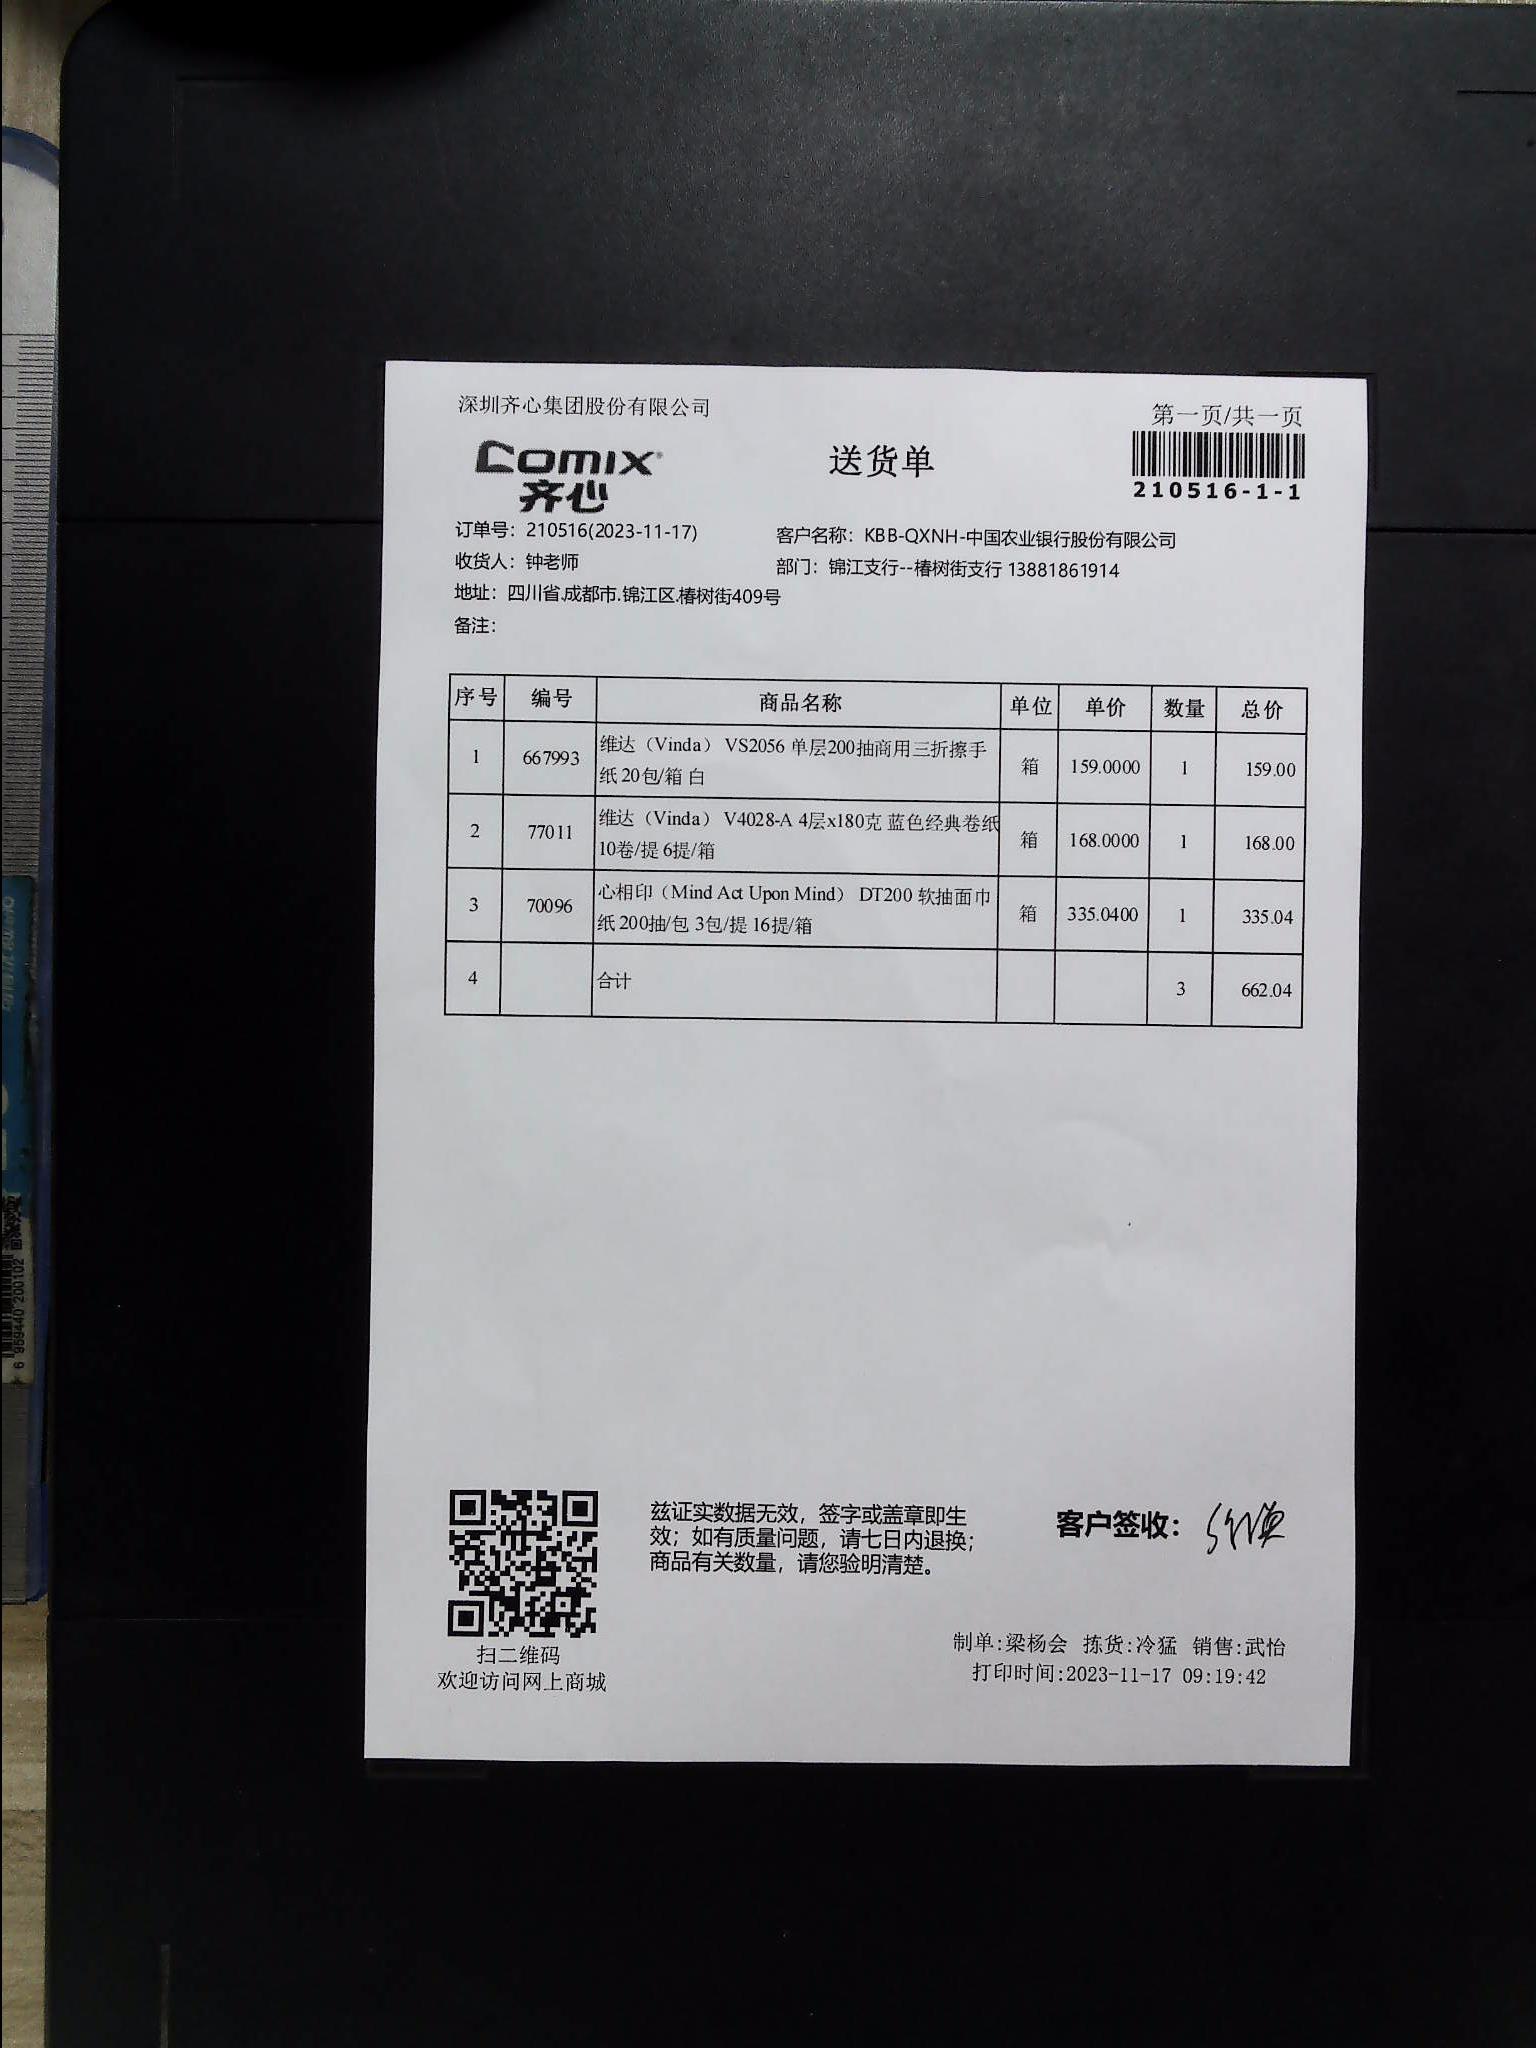 深圳齐心集团股份有限公司
第一页/共一页
comix
齐心
送货单
210516-1-1
订单号：210516(2023-11-17) 客户名称：KBB-QXNH-中国农业银行股份有限公司
收货人：钟老师 部门：锦江支行--椿树街支行 13881861914
地址：四川省.成都市.锦江区.椿树街409号
备注：
序号 编号 商品名称 单位 单价 数量 总价
1 667993 维达（Vinda） VS2056 单层200抽商用三折擦手 箱 159.0000 1 159.00
纸 20包/箱 白
2 77011 维达（Vinda） V4028-A 4层x180克 蓝色经典卷纸 箱 168.0000 1 168.00
10卷/提 6提/箱
3 70096 心相印（Mind Act Upon Mind） DT200 软抽面巾 箱 335.0400 1 335.04
纸 200抽/包 3包/提 16提/箱
4 合计 3 662.04
兹证实数据无效，签字或盖章即生
效；如有质量问题，请七日内退换；
商品有关数量，请您验明清楚。
客户签收：
扫二维码
欢迎访问网上商城
制单:梁杨会 拣货:冷猛 销售:武怡
打印时间:2023-11-17 09:19:42
6 959440 200102